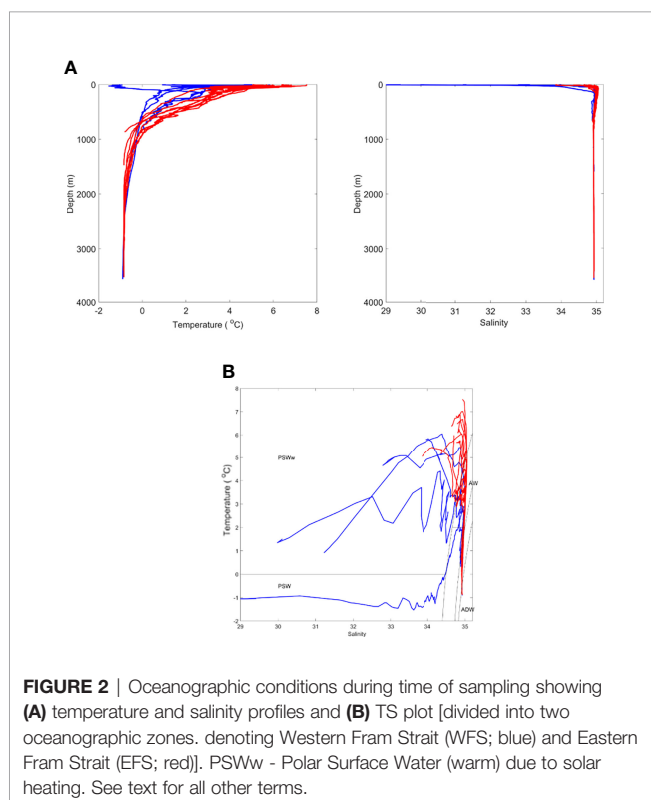 A
0
1000
2000
3000
4000
Depth (m)
-2 0 2 4 6 8
Temperature ( °C)
0
1000
2000
3000
4000
Depth (m)
29 30 31 32 33 34 35
Salinity
B
8
7
6
5
4
3
2
1
0
-1
-2
Temperature ( °C)
PSWw
AW
PSW
ADW
29 30 31 32 33 34 35
Salinity
FIGURE 2 | Oceanographic conditions during time of sampling showing
(A) temperature and salinity profiles and (B) TS plot [divided into two
oceanographic zones. denoting Western Fram Strait (WFS; blue) and Eastern
Fram Strait (EFS; red)]. PSWw - Polar Surface Water (warm) due to solar
heating. See text for all other terms.